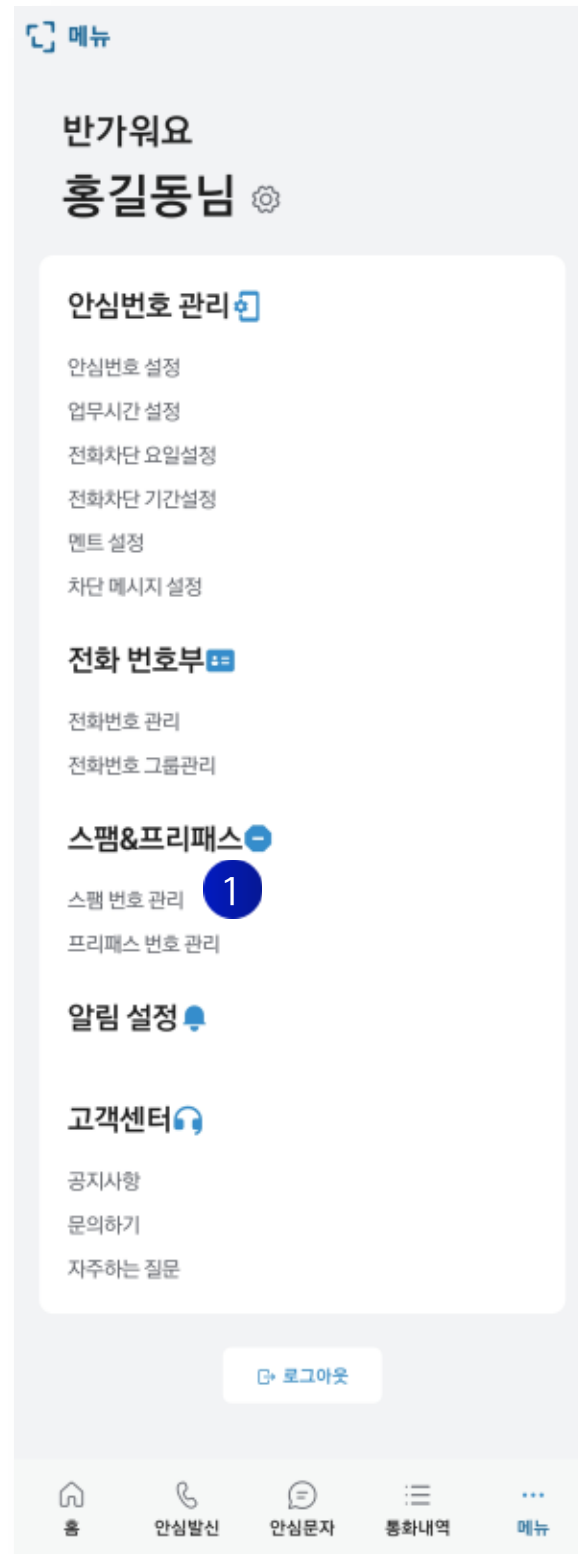 메뉴
반가워요
홍길동님
안심번호 관리
안심번호 설정
업무시간 설정
전화차단 요일설정
전화차단 기간설정
멘트 설정
차단 메시지 설정
전화 번호부
전화번호 관리
전화번호 그룹관리
스팸&프리패스
스팸 번호 관리 1
프리패스 번호 관리
알림 설정
고객센터
공지사항
문의하기
자주하는 질문
로그아웃
홈 안심발신 안심문자 통화내역 메뉴